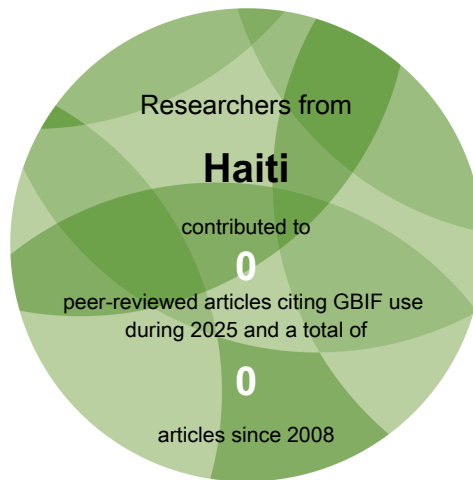 Researchers from
Haiti
contributed to
0
peer-reviewed articles citing GBIF use
during 2025 and a total of
0
articles since 2008